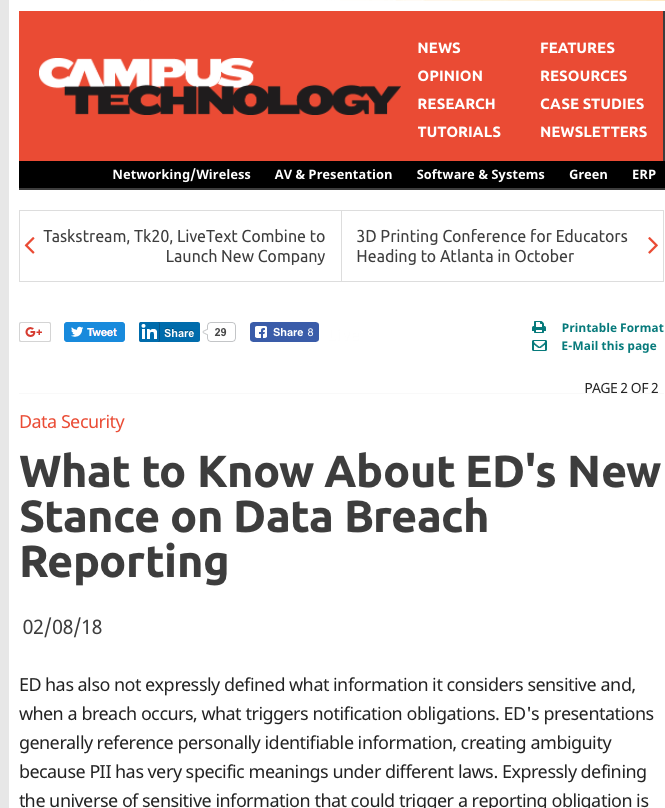 CAMPUS
TECHNOLOGY
NEWS
OPINION
RESEARCH
TUTORIALS
FEATURES
RESOURCES
CASE STUDIES
NEWSLETTERS
Networking/Wireless AV & Presentation Software & Systems Green ERP
Taskstream, Tk20, LiveText Combine to
Launch New Company
3D Printing Conference for Educators
Heading to Atlanta in October
G+ Tweet in Share 29 Share 8
Printable Format
E-Mail this page
PAGE 2 OF 2
Data Security
What to Know About ED's New
Stance on Data Breach
Reporting
02/08/18
ED has also not expressly defined what information it considers sensitive and,
when a breach occurs, what triggers notification obligations. ED's presentations
generally reference personally identifiable information, creating ambiguity
because PII has very specific meanings under different laws. Expressly defining
the universe of sensitive information that could trigger a reporting obligation is